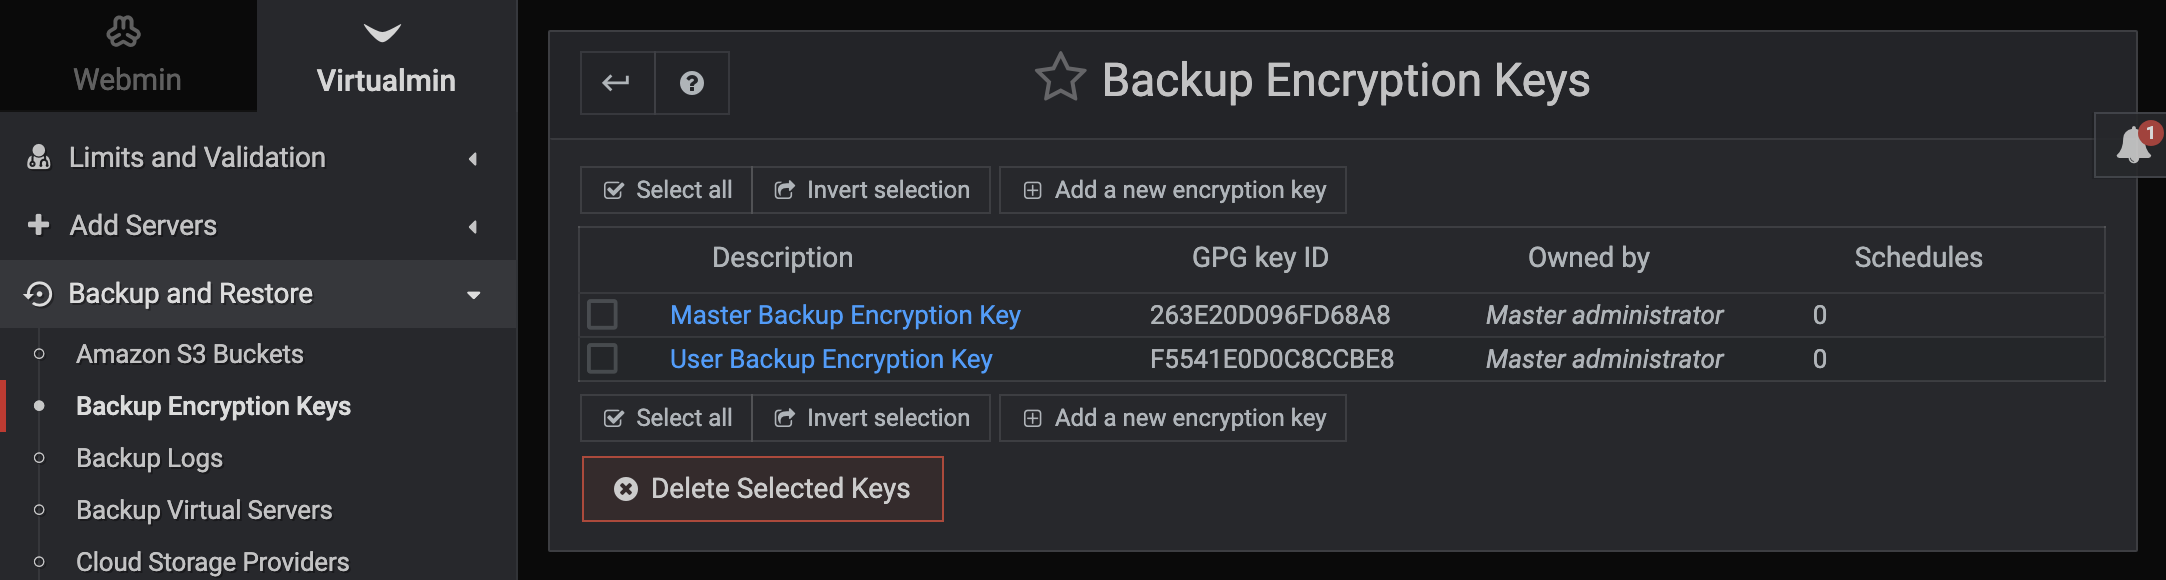 Webmin
Virtualmin
Limits and Validation
Add Servers
Backup and Restore
Amazon S3 Buckets
Backup Encryption Keys
Backup Logs
Backup Virtual Servers
Cloud Storage Providers
Backup Encryption Keys
1
Select all Invert selection Add a new encryption key
Description GPG key ID Owned by Schedules
Master Backup Encryption Key 263E20D096FD68A8 Master administrator 0
User Backup Encryption Key F5541E0D0C8CCBE8 Master administrator 0
Select all Invert selection Add a new encryption key
Delete Selected Keys